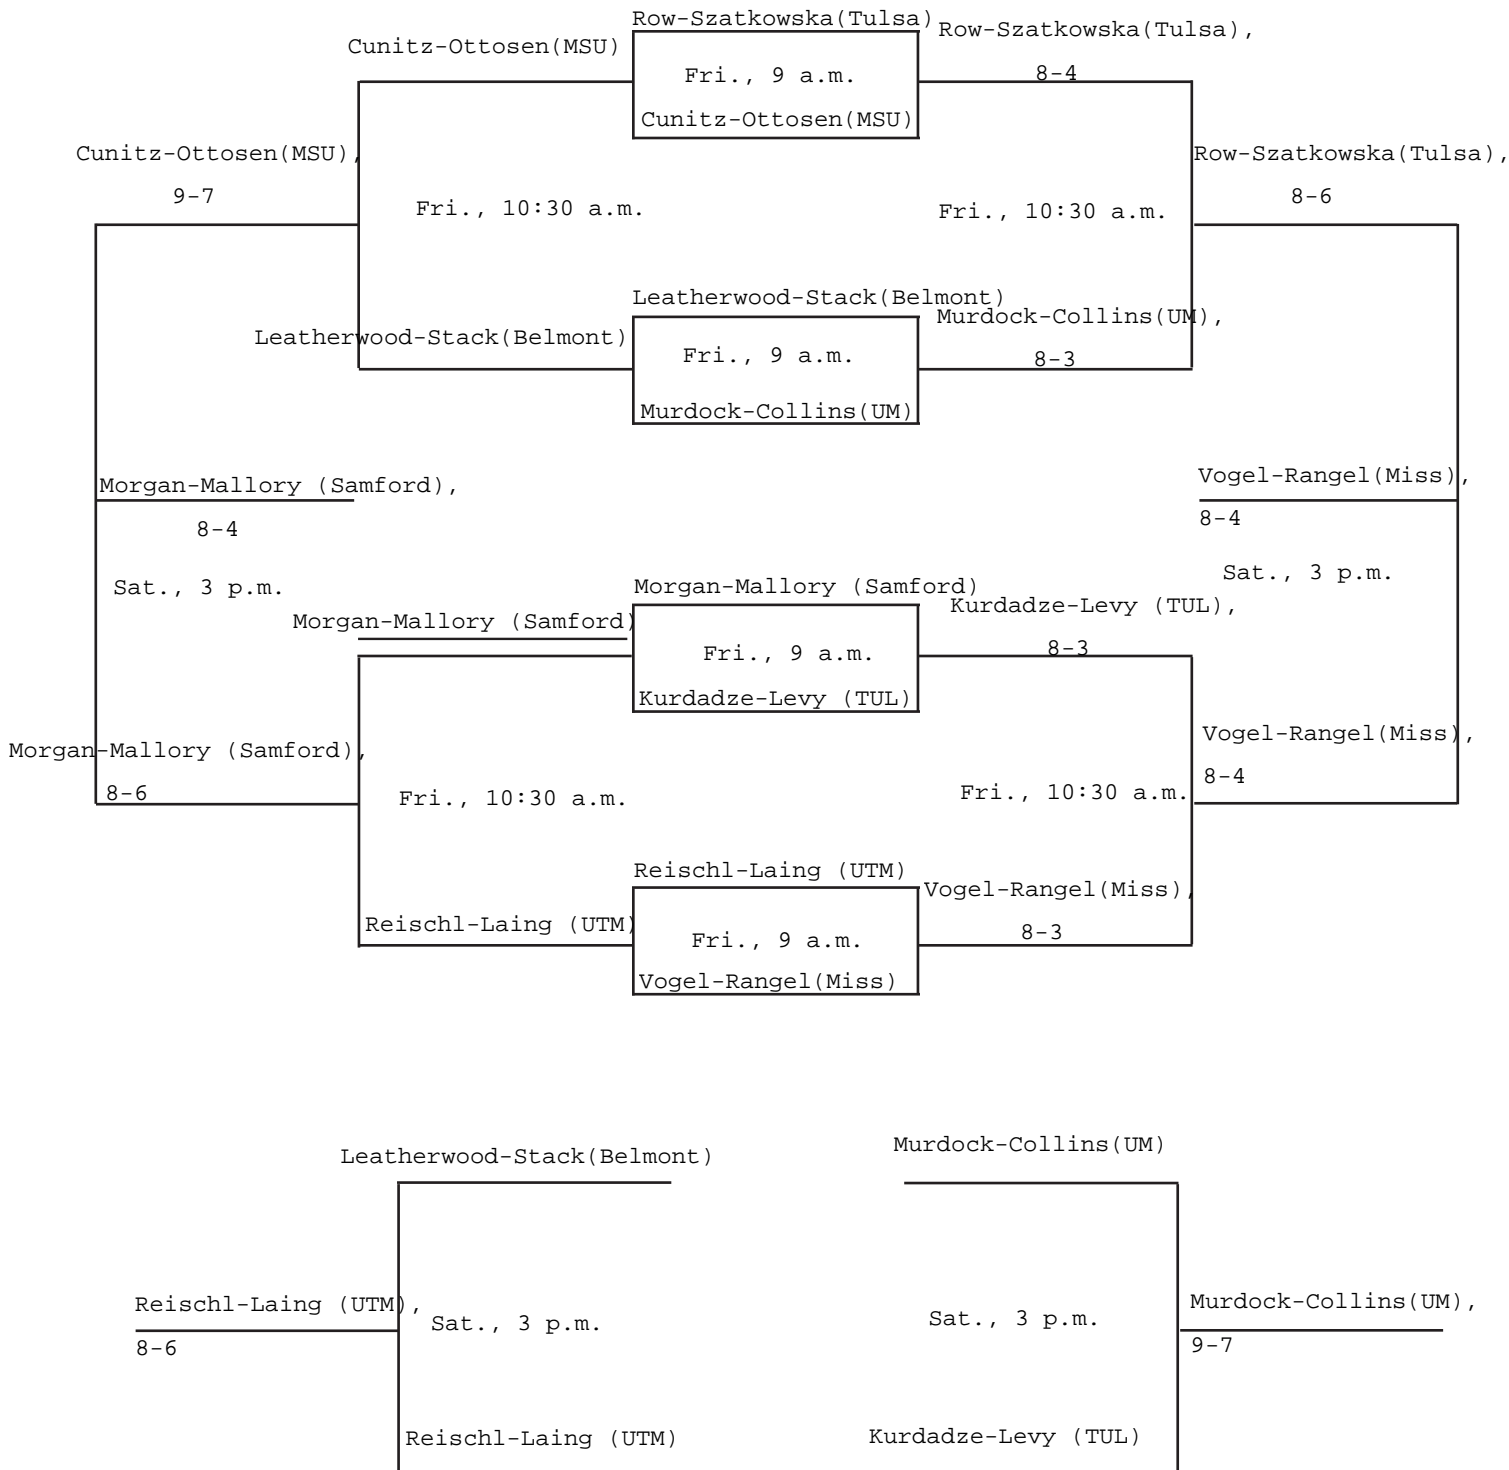 Row-Szatkowska(Tulsa)
Cunitz-Ottosen(MSU)
Row-Szatkowska(Tulsa),
Fri., 9 a.m.
8-4
Cunitz-Ottosen(MSU)
Cunitz-Ottosen(MSU),
Row-Szatkowska(Tulsa),
9-7
8-6
Fri., 10:30 a.m.
Fri., 10:30 a.m.
Leatherwood-Stack(Belmont)
Murdock-Collins(UM),
Leatherwood-Stack(Belmont)
Fri., 9 a.m.
8-3
Murdock-Collins(UM)
Morgan-Mallory (Samford),
Vogel-Rangel(Miss),
8-4
8-4
Sat., 3 p.m.
Sat., 3 p.m.
Morgan-Mallory (Samford)
Kurdadze-Levy (TUL),
Morgan-Mallory (Samford)
Fri., 9 a.m.
8-3
Kurdadze-Levy (TUL)
Morgan-Mallory (Samford),
Vogel-Rangel(Miss),
8-6
8-4
Fri., 10:30 a.m.
Fri., 10:30 a.m.
Reischl-Laing (UTM)
Vogel-Rangel(Miss),
Reischl-Laing (UTM)
Fri., 9 a.m.
8-3
Vogel-Rangel(Miss)
Leatherwood-Stack(Belmont)
Murdock-Collins(UM)
Reischl-Laing (UTM),
Sat., 3 p.m.
Sat., 3 p.m.
Murdock-Collins(UM),
8-6
9-7
Reischl-Laing (UTM)
Kurdadze-Levy (TUL)